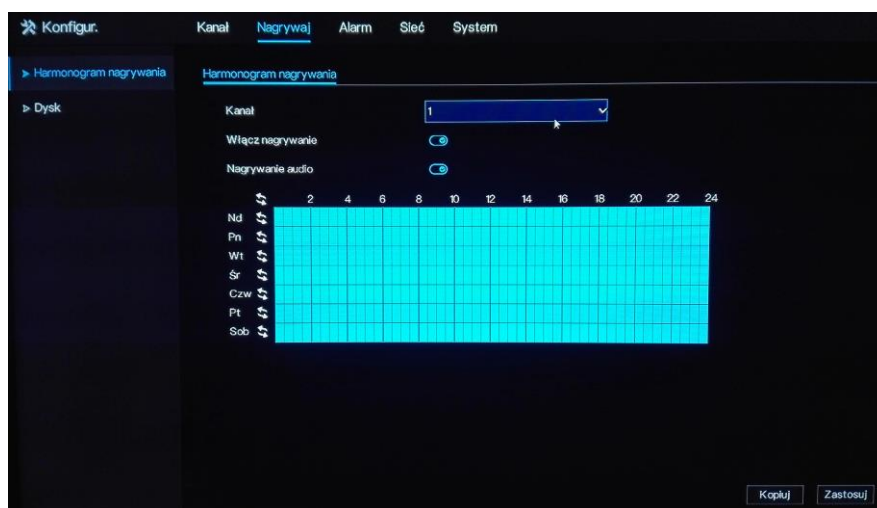 Konfigur.
Kanał Nagrywaj Alarm Sieć System
Harmonogram nagrywania
Dysk
Harmonogram nagrywania
Kanał 1
Włącz nagrywanie
Nagrywanie audio
2 4 6 8 10 12 14 16 18 20 22 24
Nd
Pn
Wt
Śr
Czw
Pt
Sob
Kopiuj Zastosuj